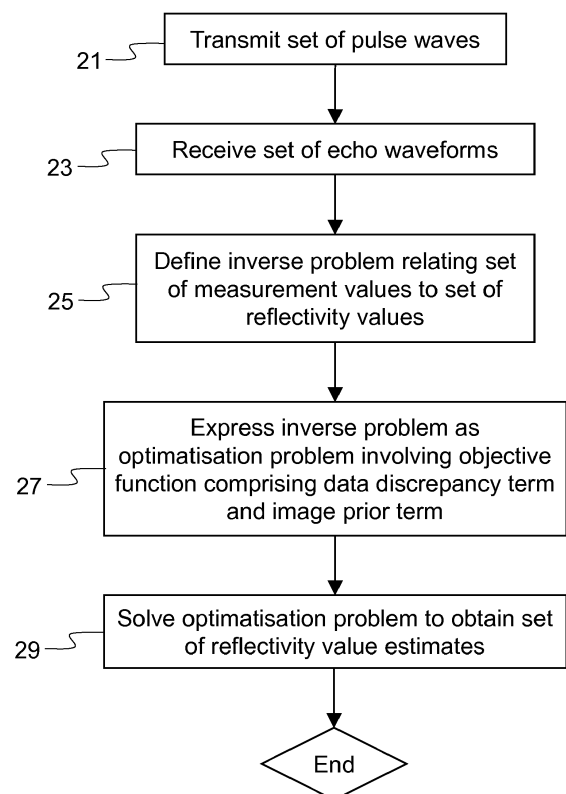 21
Transmit set of pulse waves
23
Receive set of echo waveforms
25
Define inverse problem relating set
of measurement values to set of
reflectivity values
27
Express inverse problem as
optimatisation problem involving objective
function comprising data discrepancy term
and image prior term
29
Solve optimatisation problem to obtain set
of reflectivity value estimates
End